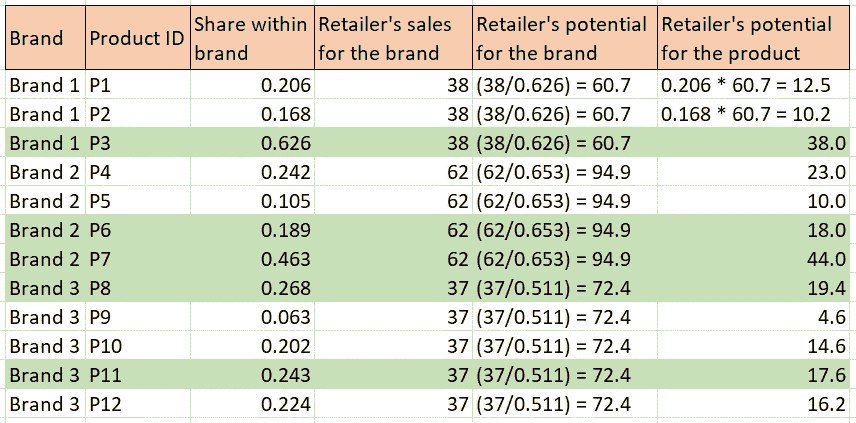 Brand Product ID Share within brand Retailer's sales for the brand Retailer's potential for the brand Retailer's potential for the product
Brand 1 P1 0.206 38 (38/0.626) = 60.7 0.206 * 60.7 = 12.5
Brand 1 P2 0.168 38 (38/0.626) = 60.7 0.168 * 60.7 = 10.2
Brand 1 P3 0.626 38 (38/0.626) = 60.7 38.0
Brand 2 P4 0.242 62 (62/0.653) = 94.9 23.0
Brand 2 P5 0.105 62 (62/0.653) = 94.9 10.0
Brand 2 P6 0.189 62 (62/0.653) = 94.9 18.0
Brand 2 P7 0.463 62 (62/0.653) = 94.9 44.0
Brand 3 P8 0.268 37 (37/0.511) = 72.4 19.4
Brand 3 P9 0.063 37 (37/0.511) = 72.4 4.6
Brand 3 P10 0.202 37 (37/0.511) = 72.4 14.6
Brand 3 P11 0.243 37 (37/0.511) = 72.4 17.6
Brand 3 P12 0.224 37 (37/0.511) = 72.4 16.2